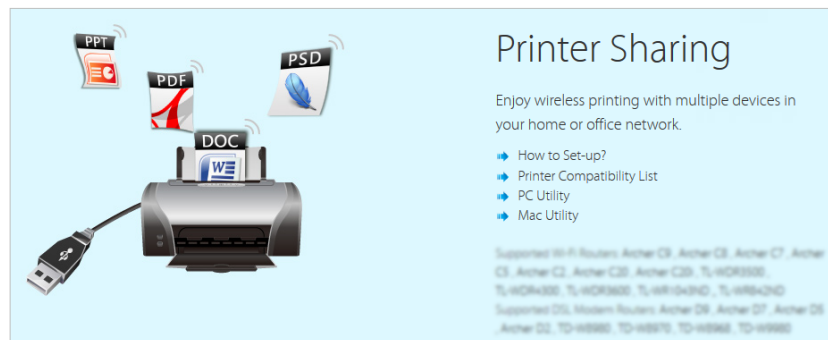 PPT
PDF
PSD
DOC
W
Printer Sharing
Enjoy wireless printing with multiple devices in
your home or office network.
How to Set-up?
Printer Compatibility List
PC Utility
Mac Utility
Supported Wi-Fi Routers: Archer C9 , Archer C8 , Archer C7 , Archer
C5 , Archer C2 , Archer C20 , Archer C20i , TL-WDR3500 ,
TL-WDR4300 , TL-WDR3600 , TL-WR1043ND , TL-WR842ND
Supported DSL Modem Routers: Archer D9 , Archer D7 , Archer D5
, Archer D2 , TD-W8980 , TD-W8970 , TD-W8968 , TD-W9980